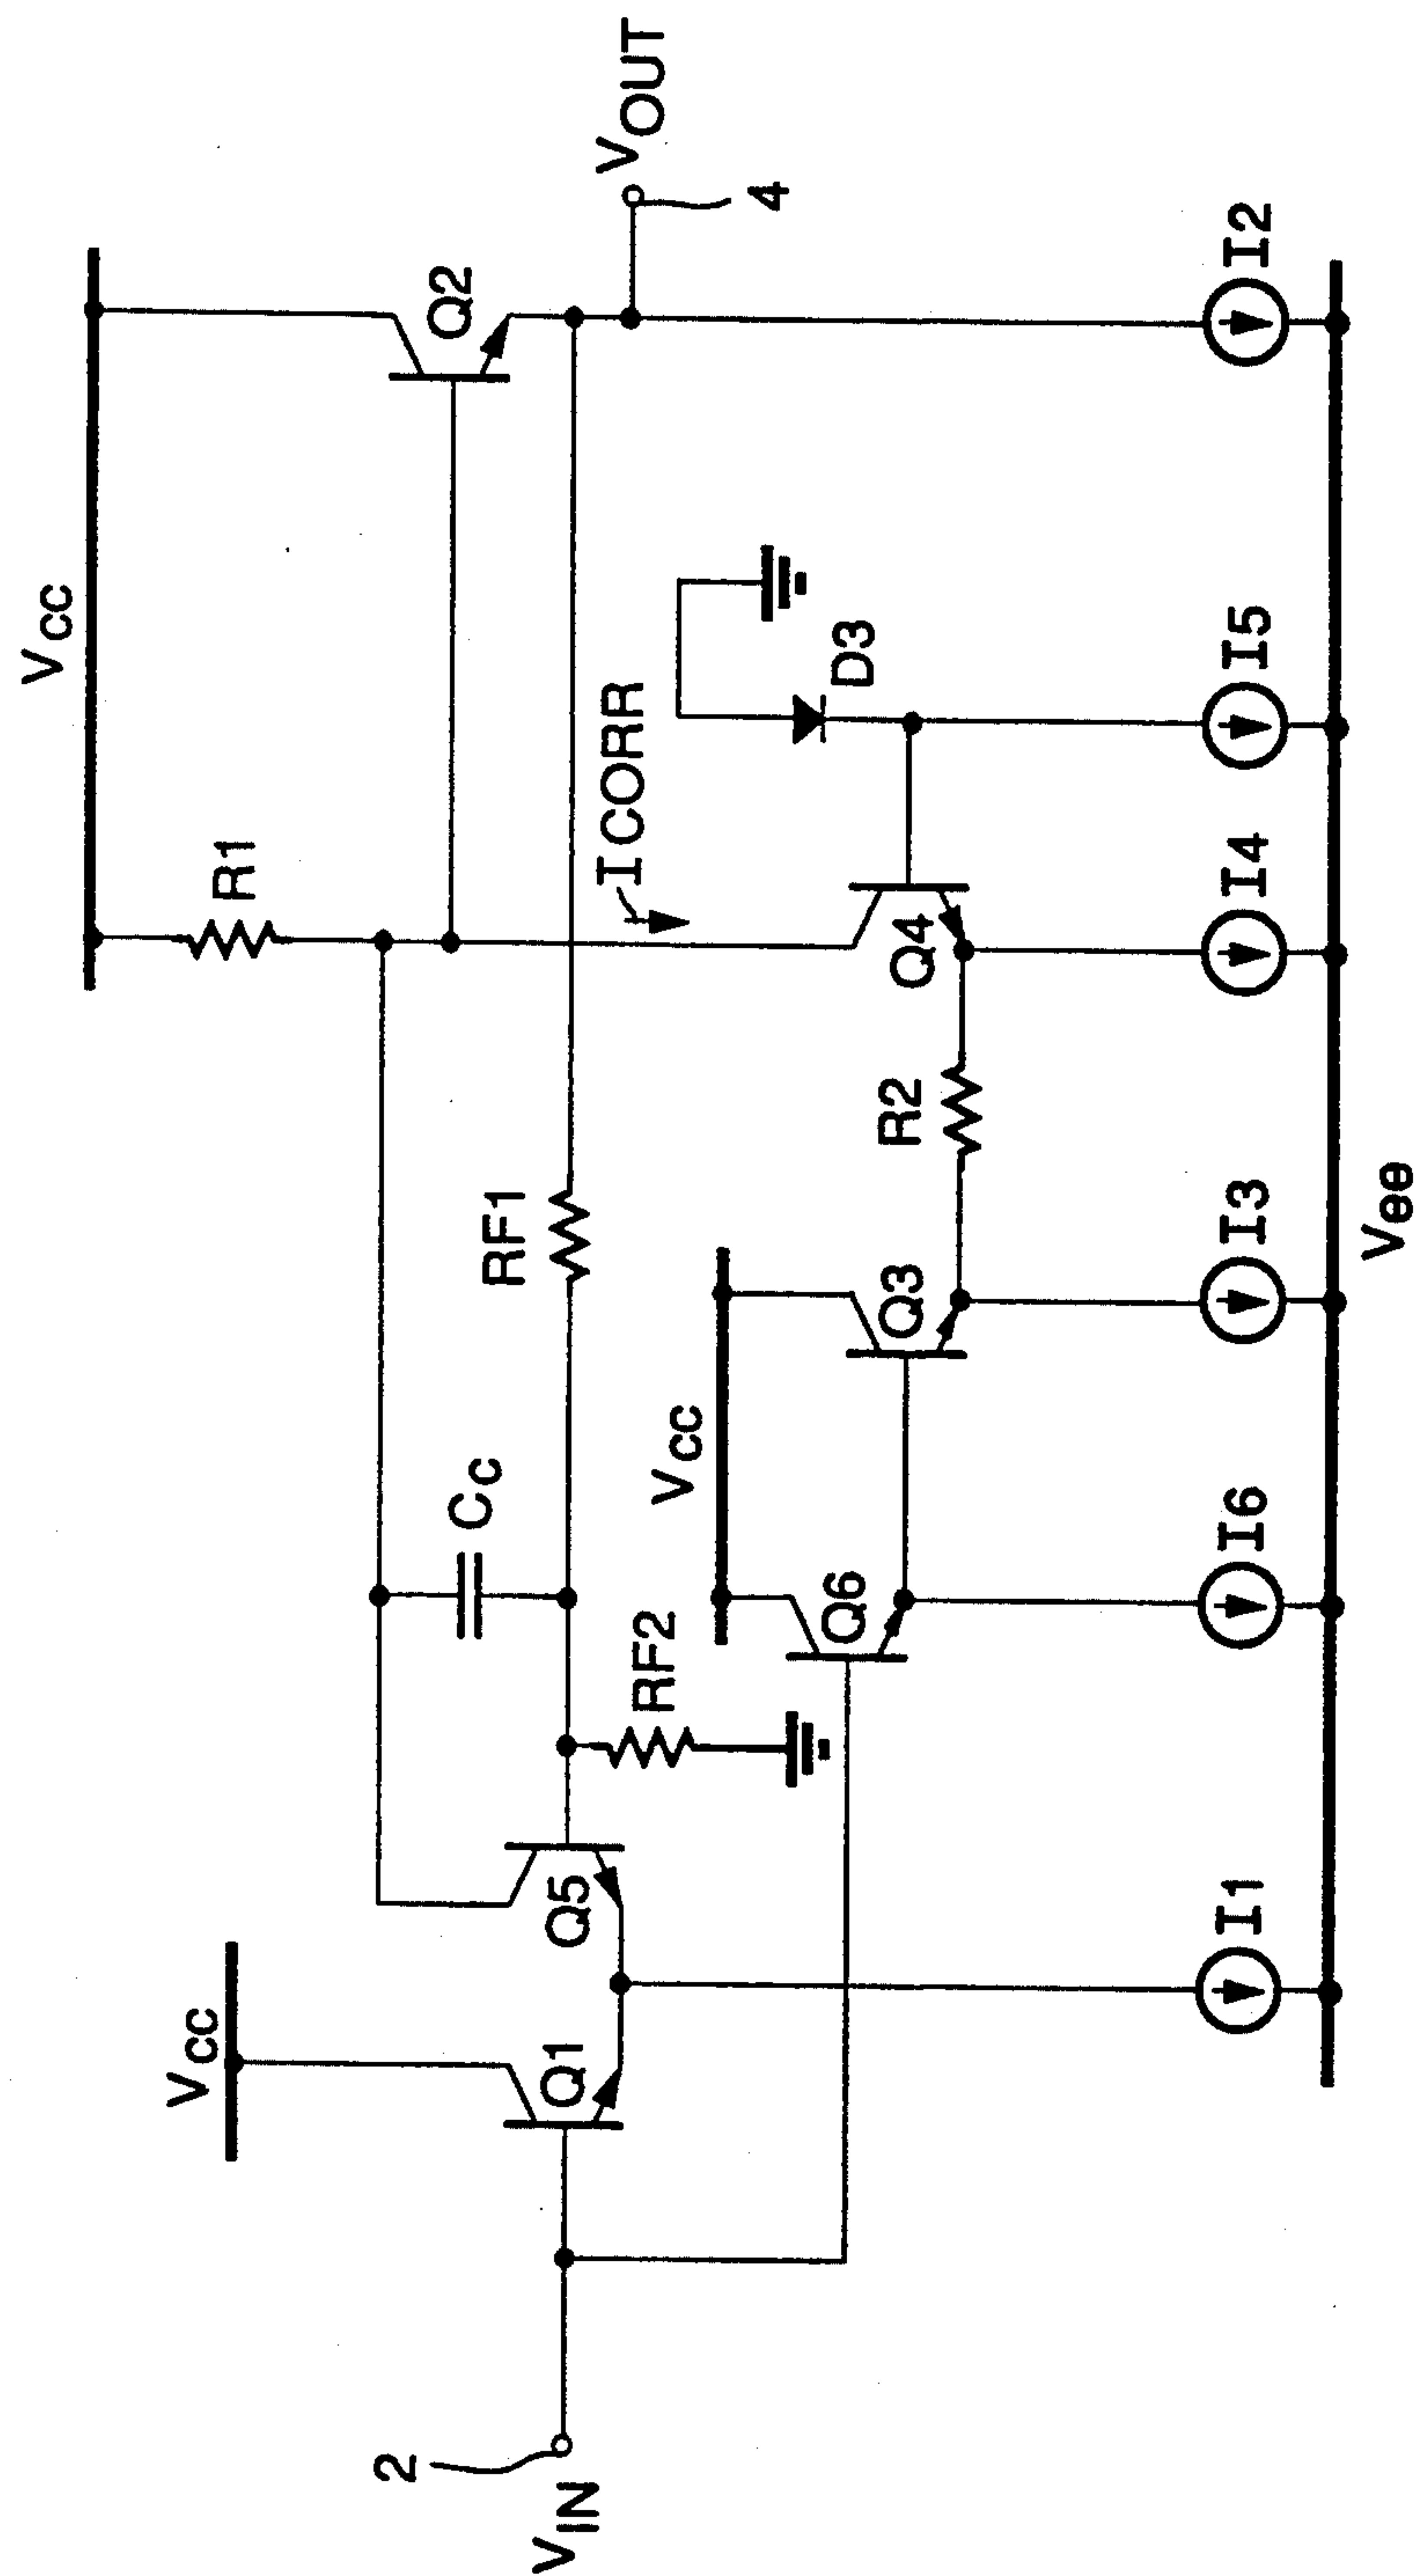 Vcc
R1
Q2
VOUT
4
Vcc
Cc
RF1
ICORR
Q1
Q5
RF2
Vcc
D3
2
VIN
Q6
Q3
R2
Q4
I1
I6
I3
I4
I5
I2
Vee